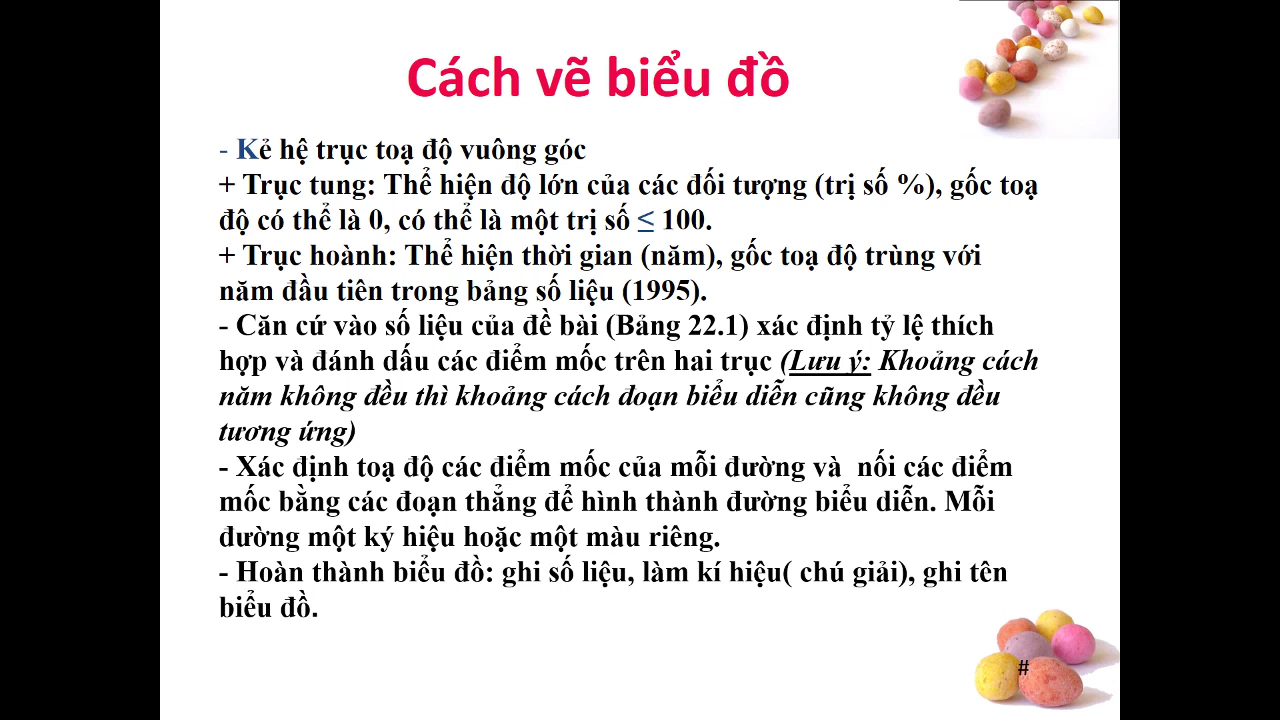 Cách vẽ biểu đồ
- Kẻ hệ trục toạ độ vuông góc
+ Trục tung: Thể hiện độ lớn của các đối tượng (trị số %), gốc toạ
độ có thể là 0, có thể là một trị số ≤ 100.
+ Trục hoành: Thể hiện thời gian (năm), gốc toạ độ trùng với
năm đầu tiên trong bảng số liệu (1995).
- Căn cứ vào số liệu của đề bài (Bảng 22.1) xác định tỷ lệ thích
hợp và đánh dấu các điểm mốc trên hai trục (Lưu ý: Khoảng cách
năm không đều thì khoảng cách đoạn biểu diễn cũng không đều
tương ứng)
- Xác định toạ độ các điểm mốc của mỗi đường và  nối các điểm
mốc bằng các đoạn thẳng để hình thành đường biểu diễn. Mỗi
đường một ký hiệu hoặc một màu riêng.
- Hoàn thành biểu đồ: ghi số liệu, làm kí hiệu( chú giải), ghi tên
biểu đồ.
#